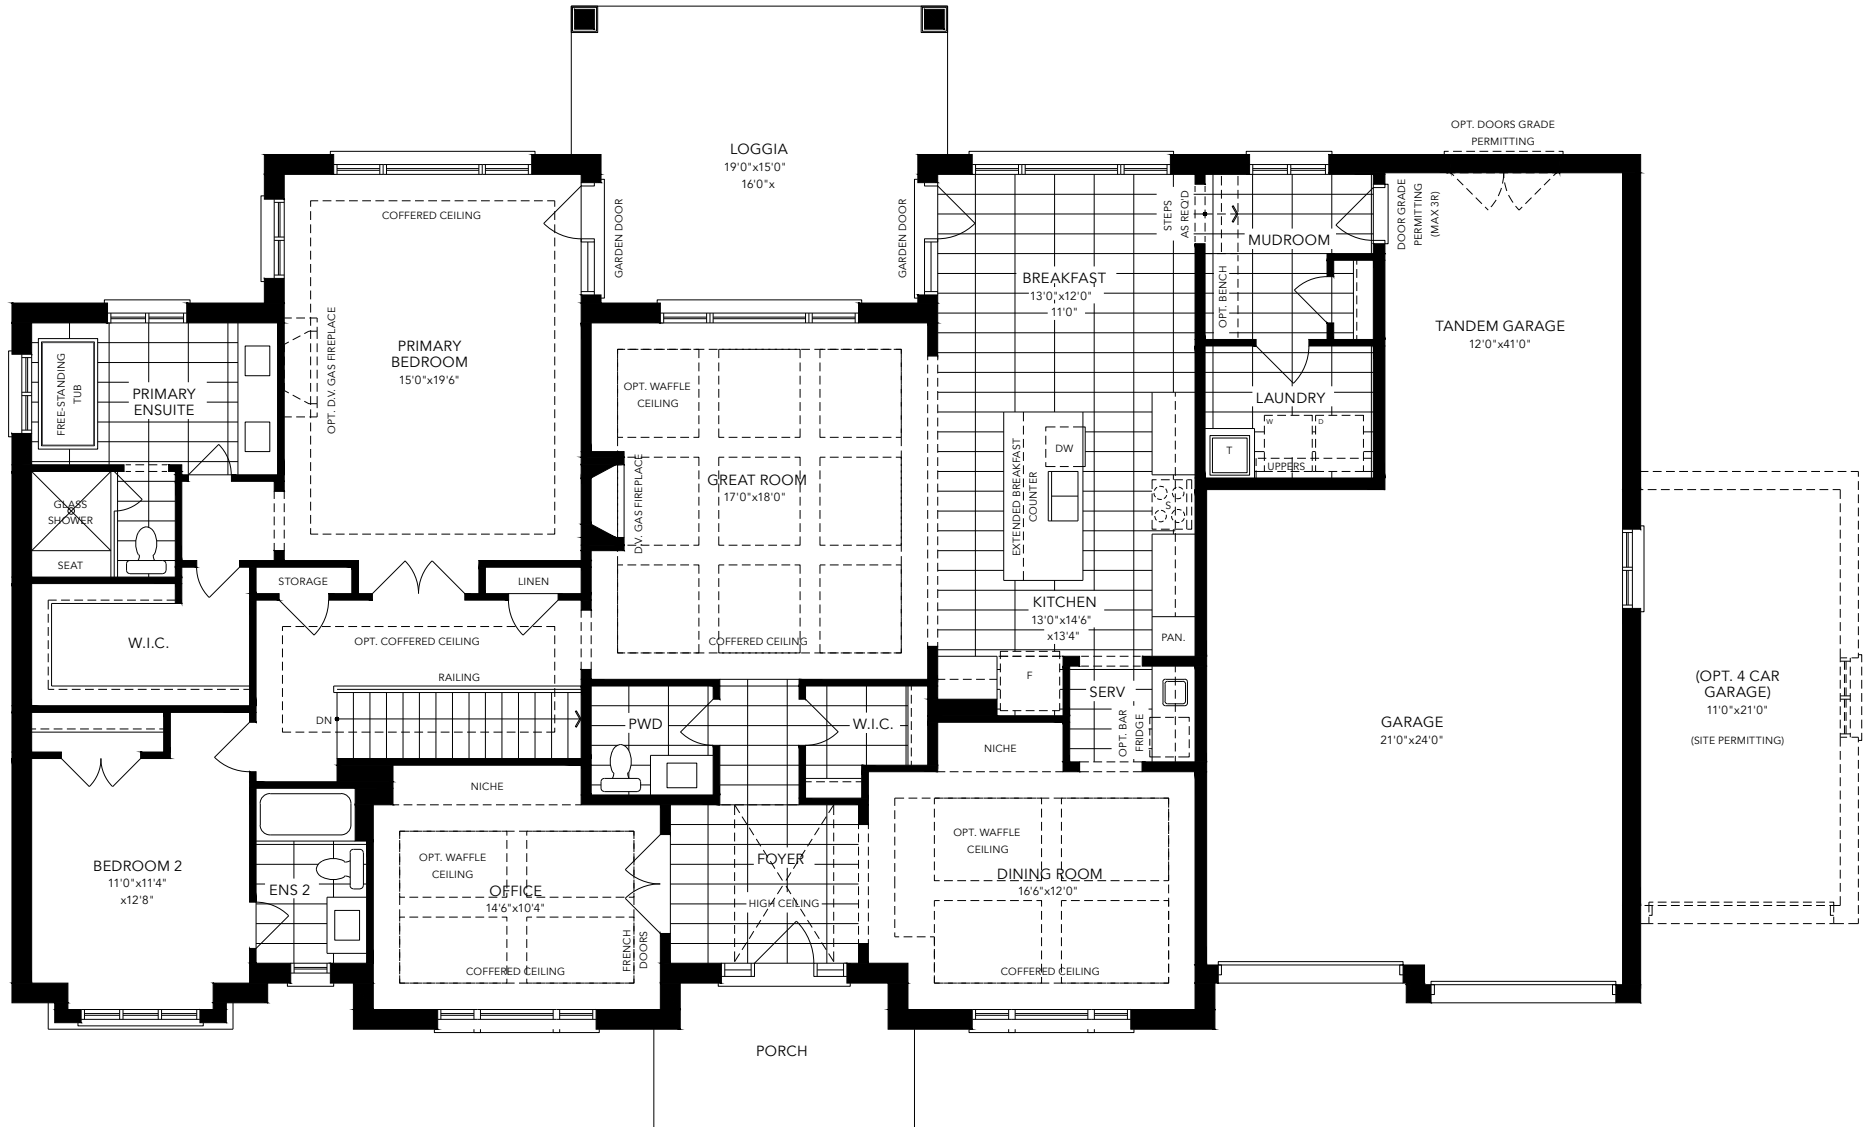 LOGGIA
19'0"x15'0"
16'0"x
OPT. DOORS GRADE
PERMITTING
COFFERED CEILING
GARDEN DOOR
GARDEN DOOR
STEPS
AS REQ'D
MUDROOM
DOOR GRADE
PERMITTING
(MAX 3R)
OPT. BENCH
BREAKFAST
13'0"x12'0"
11'0"
TANDEM GARAGE
12'0"x41'0"
PRIMARY
BEDROOM
15'0"x19'6"
OPT. D.V. GAS FIREPLACE
FREE-STANDING
TUB
PRIMARY
ENSUITE
OPT. WAFFLE
CEILING
LAUNDRY
W
D
T
UPPERS
DW
EXTENDED BREAKFAST
COUNTER
GREAT ROOM
17'0"x18'0"
D.V. GAS FIREPLACE
S
GLASS
SHOWER
SEAT
STORAGE
LINEN
KITCHEN
13'0"x14'6"
x13'4"
PAN.
W.I.C.
OPT. COFFERED CEILING
COFFERED CEILING
RAILING
F
SERV
OPT. BAR
FRIDGE
DN
PWD
W.I.C.
NICHE
GARAGE
21'0"x24'0"
(OPT. 4 CAR
GARAGE)
11'0"x21'0"
(SITE PERMITTING)
NICHE
BEDROOM 2
11'0"x11'4"
x12'8"
ENS 2
OPT. WAFFLE
CEILING
OFFICE
14'6"x10'4"
FRENCH
DOORS
COFFERED CEILING
FOYER
HIGH CEILING
OPT. WAFFLE
CEILING
DINING ROOM
16'6"x12'0"
COFFERED CEILING
PORCH